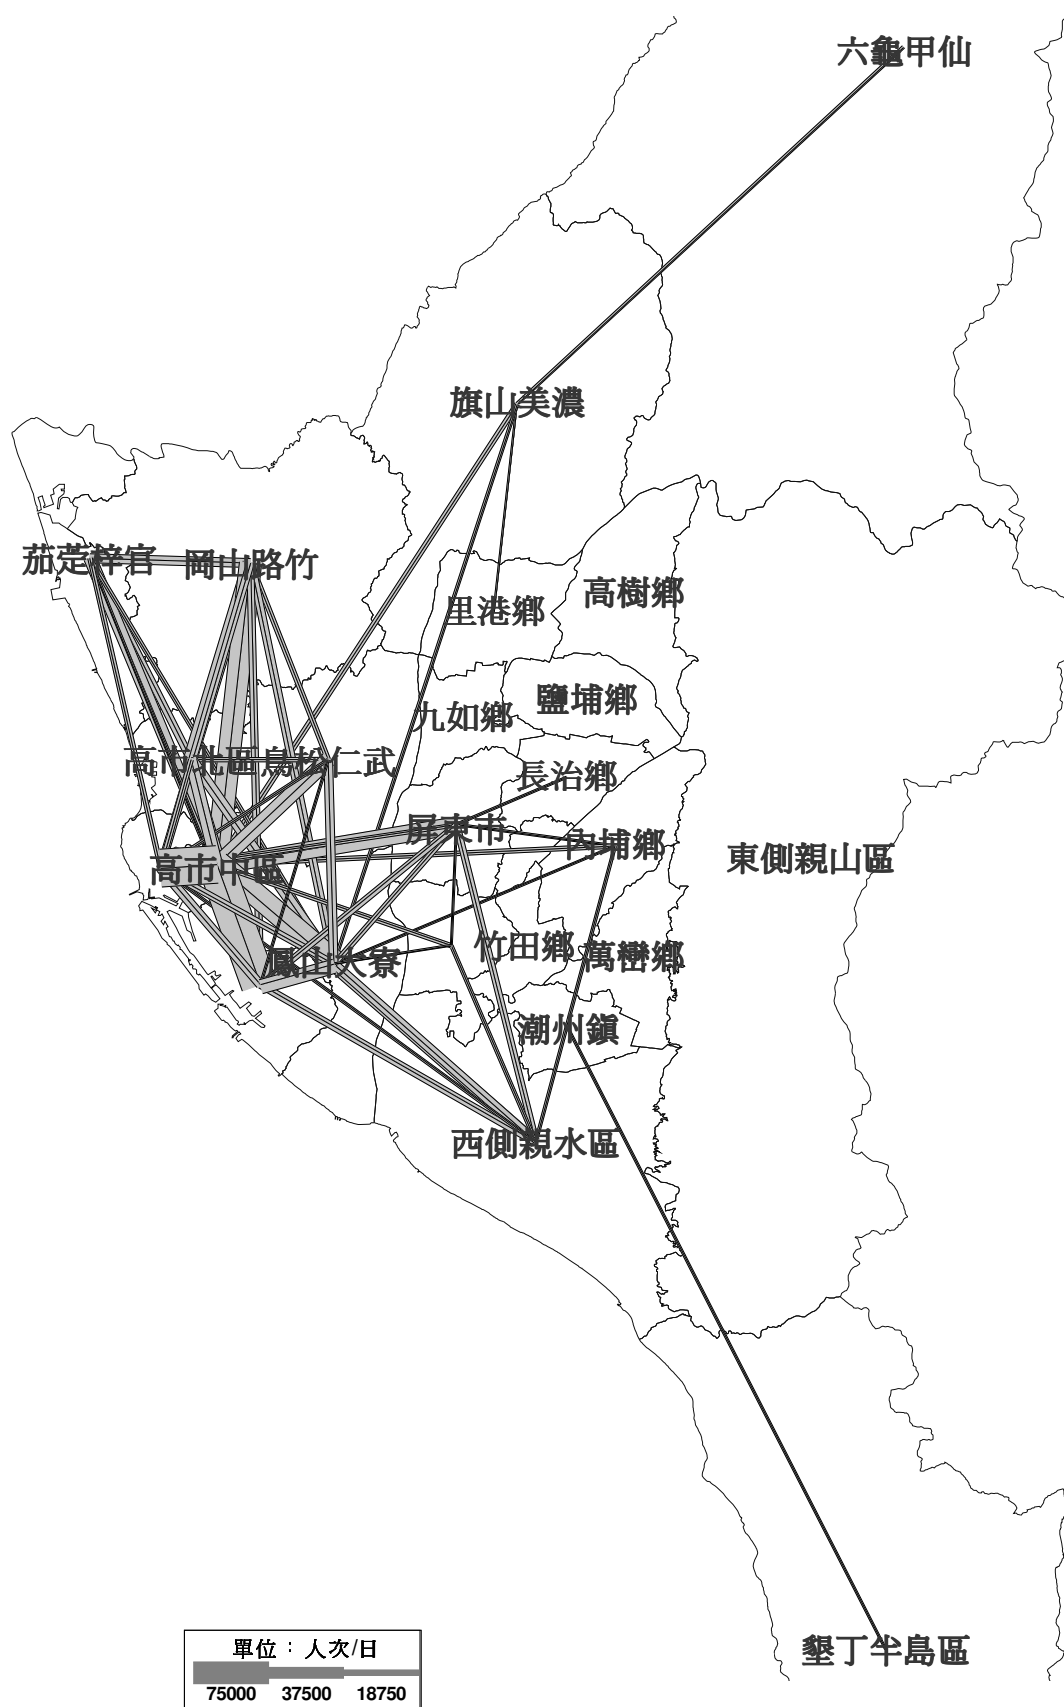 六龜甲仙
旗山美濃
茄萣梓官
岡山路竹
里港鄉
高樹鄉
九如鄉
鹽埔鄉
高市北區
鳥松仁武
長治鄉
屏東市
內埔鄉
高市中區
東側親山區
竹田鄉
萬巒鄉
鳳山大寮
潮州鎮
西側親水區
墾丁半島區
單位：人次/日
75000 37500 18750